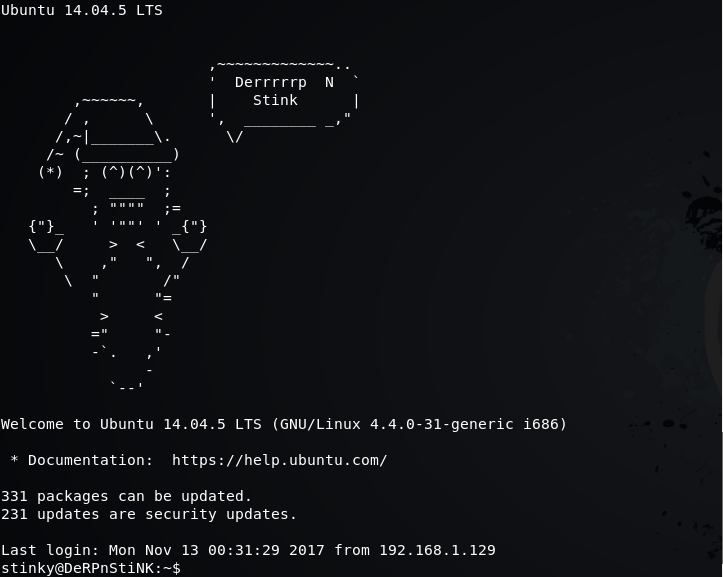 Ubuntu 14.04.5 LTS
                       ,~~~~~~~~~~~~~..
                       '  Derrrrrp  N  `
        ,~~~~~~,       |    Stink      |
       / ,      \      ',  ________ _,"
      /,~|_______\.      \/
     /~ (__________)
    (*)  ; (^)(^)':
        =;  ____  ;
          ; """"  ;=
   {"}_   ' '""' ' _{"}
   \__/     >  <   \__/
      \    ,"   ",  /
       \  "       /"
          "      "=
           >     <
          ="     "-
          -`.   ,'
                -
            `--'
Welcome to Ubuntu 14.04.5 LTS (GNU/Linux 4.4.0-31-generic i686)
 * Documentation:  https://help.ubuntu.com/
331 packages can be updated.
231 updates are security updates.
Last login: Mon Nov 13 00:31:29 2017 from 192.168.1.129
stinky@DeRPnStiNK:~$